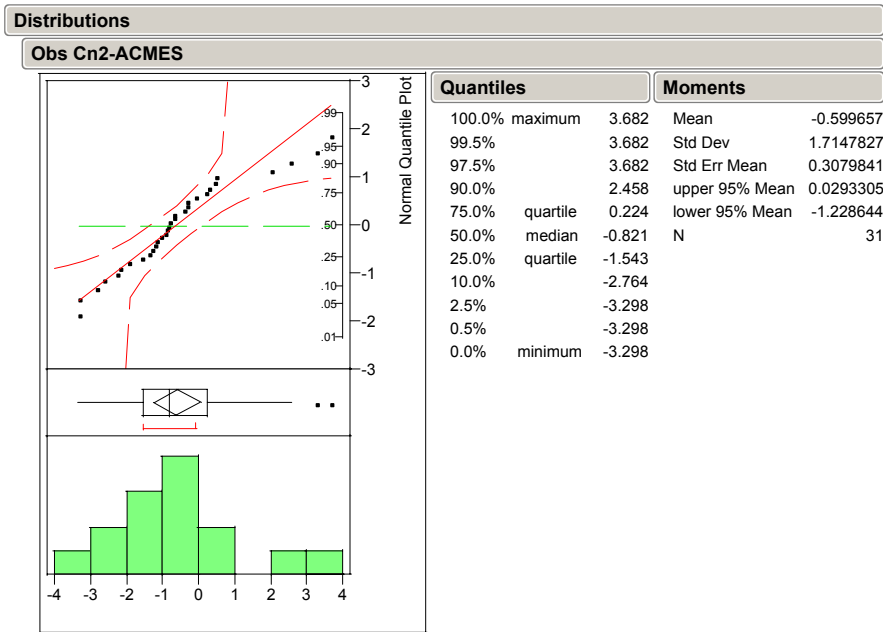 Distributions
Obs Cn2-ACMES
3
2
1
0
-1
-2
-3
.99
.95
.90
.75
.50
.25
.10
.05
.01
Normal Quantile Plot
-4 -3 -2 -1 0 1 2 3 4
Quantiles
100.0% maximum 3.682
99.5% 3.682
97.5% 3.682
90.0% 2.458
75.0% quartile 0.224
50.0% median -0.821
25.0% quartile -1.543
10.0% -2.764
2.5% -3.298
0.5% -3.298
0.0% minimum -3.298
Moments
Mean -0.599657
Std Dev 1.7147827
Std Err Mean 0.3079841
upper 95% Mean 0.0293305
lower 95% Mean -1.228644
N 31